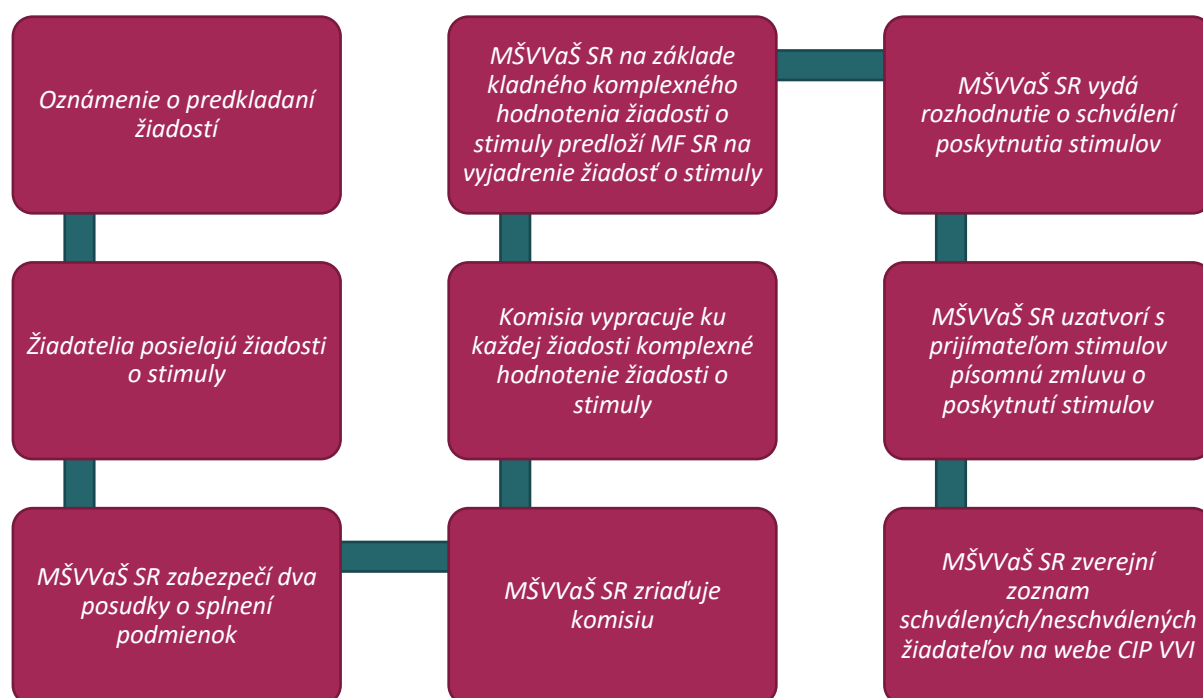 Oznámenie o predkladaní
žiadostí
Žiadatelia posielajú žiadosti
o stimuly
MŠVVaŠ SR zabezpečí dva
posudky o splnení
podmienok
MŠVVaŠ SR zriaďuje
komisiu
Komisia vypracuje ku
každej žiadosti komplexné
hodnotenie žiadosti o
stimuly
MŠVVaŠ SR na základe
kladného komplexného
hodnotenia žiadosti o
stimuly predloží MF SR na
vyjadrenie žiadosť o stimuly
MŠVVaŠ SR vydá
rozhodnutie o schválení
poskytnutia stimulov
MŠVVaŠ SR uzatvorí s
prijímateľom stimulov
písomnú zmluvu o
poskytnutí stimulov
MŠVVaŠ SR zverejní
zoznam
schválených/neschválených
žiadateľov na webe CIP VVI